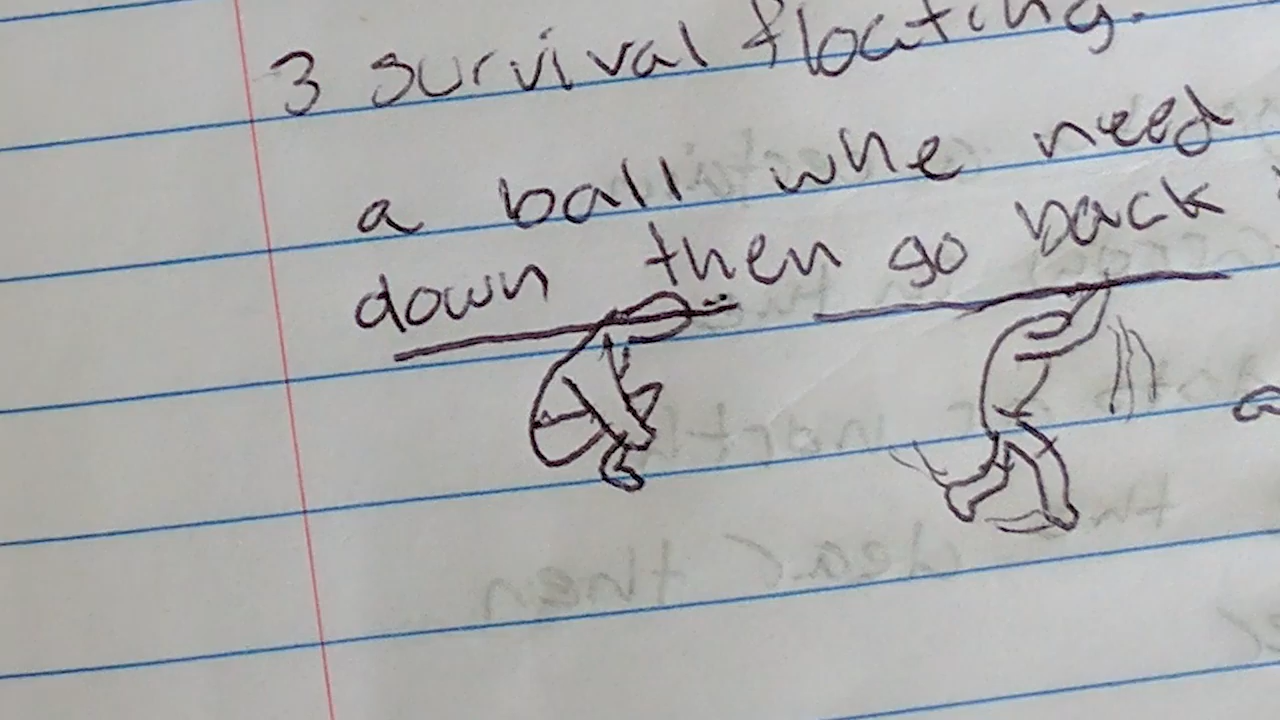 3 survival floating.
a ball whe need
down then go back